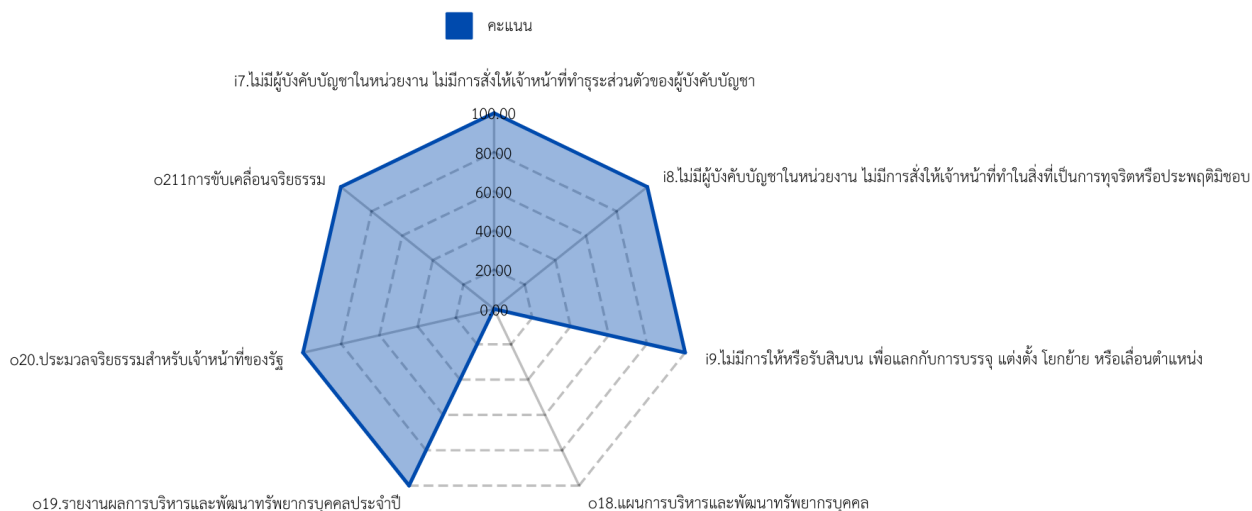 คะแนน
i7.ไม่มีผู้บังคับบัญชาในหน่วยงาน ไม่มีการสั่งให้เจ้าหน้าที่ทำธุระส่วนตัวของผู้บังคับบัญชา
100.00
80.00
o211การขับเคลื่อนจริยธรรม
i8.ไม่มีผู้บังคับบัญชาในหน่วยงาน ไม่มีการสั่งให้เจ้าหน้าที่ทำในสิ่งที่เป็นการทุจริตหรือประพฤติมิชอบ
60.00
40.00
20.00
0.00
o20.ประมวลจริยธรรมสำหรับเจ้าหน้าที่ของรัฐ
i9.ไม่มีการให้หรือรับสินบน เพื่อแลกกับการบรรจุ แต่งตั้ง โยกย้าย หรือเลื่อนตำแหน่ง
o19.รายงานผลการบริหารและพัฒนาทรัพยากรบุคคลประจำปี
o18.แผนการบริหารและพัฒนาทรัพยากรบุคคล